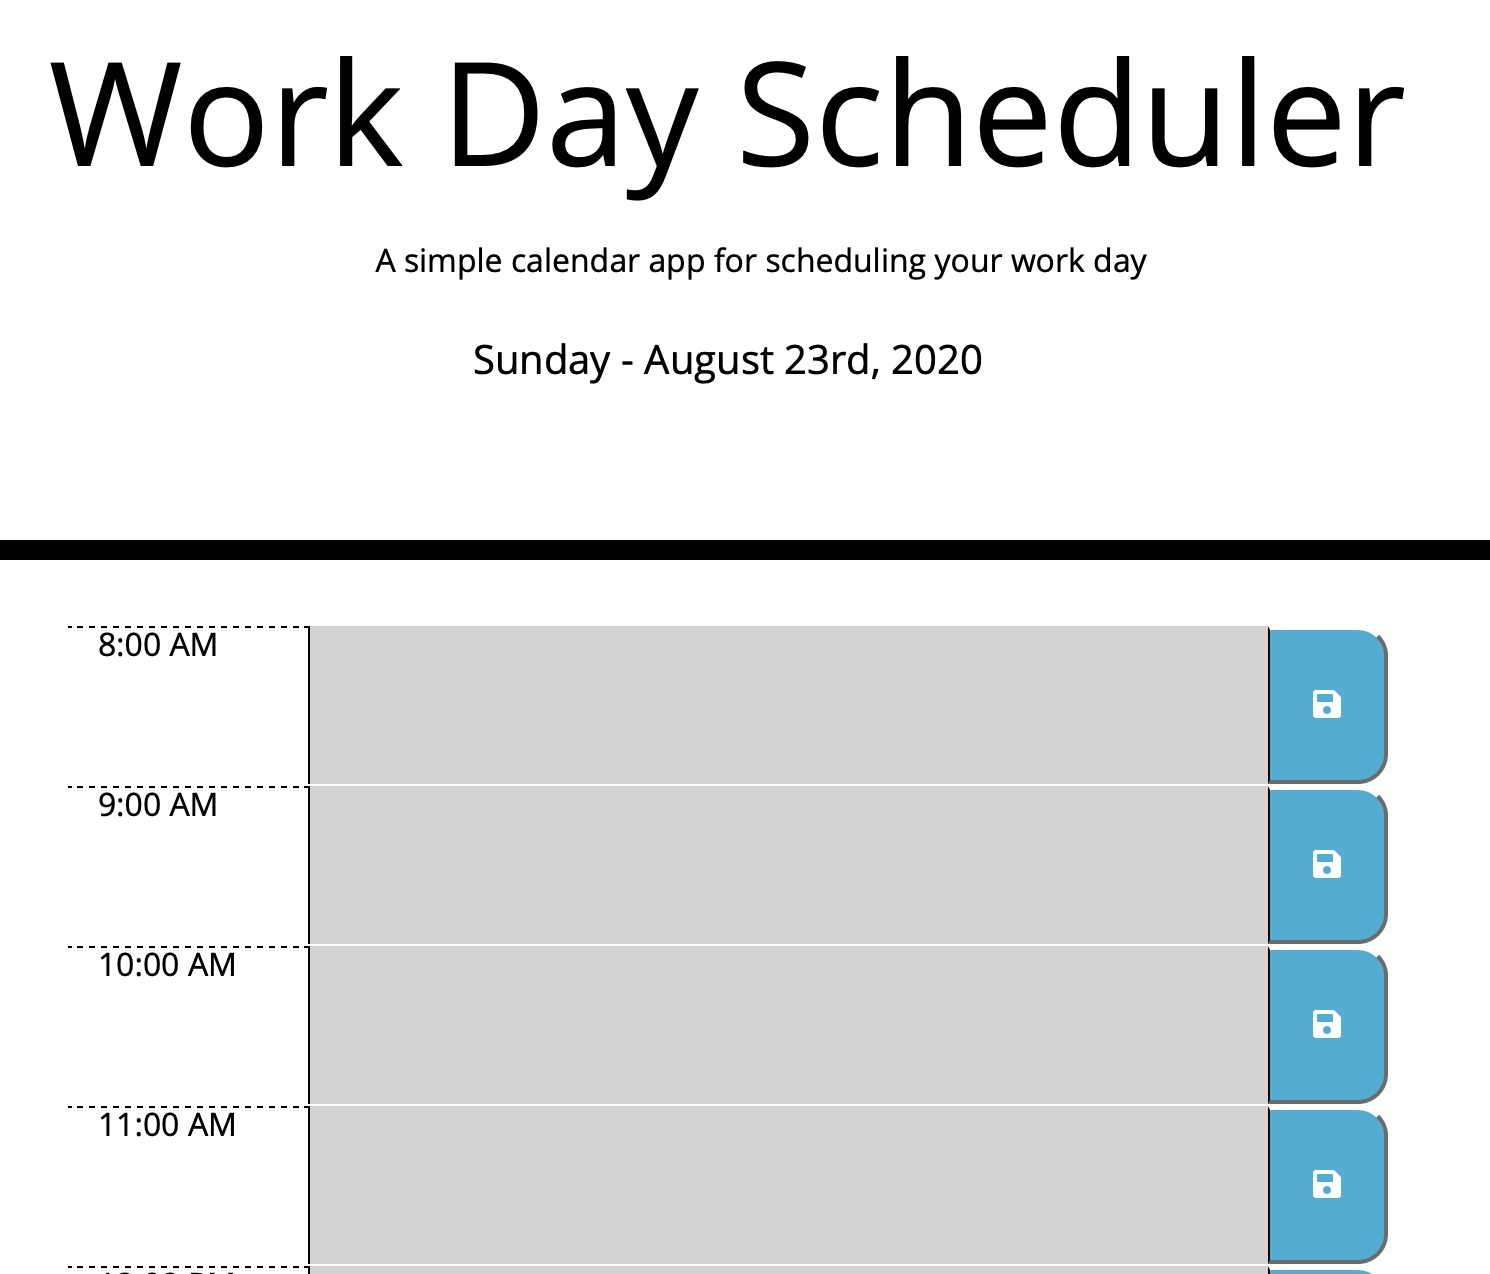 Work Day Scheduler
A simple calendar app for scheduling your work day
Sunday - August 23rd, 2020
8:00 AM
9:00 AM
10:00 AM
11:00 AM